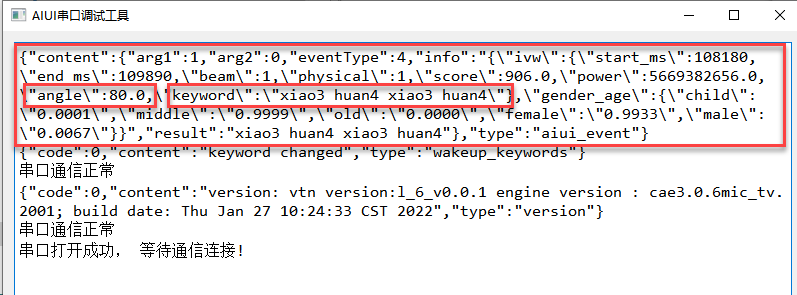 AIUI串口调试工具
{"content":{"arg1":1,"arg2":0,"eventType":4,"info":"{\"ivw\":{\"start_ms\":108180,
\"end_ms\":109890,\"beam\":1,\"physical\":1,\"score\":906.0,\"power\":5669382656.0,
\"angle\":80.0,\"keyword\":\"xiao3 huan4 xiao3 huan4\"},\"gender_age\":{\"child\":
\"0.0001\",\"middle\":\"0.9999\",\"old\":\"0.0000\",\"female\":\"0.9933\",\"male\":
\"0.0067\"}}","result":"xiao3 huan4 xiao3 huan4"},"type":"aiui_event"}
{"code":0,"content":"keyword changed","type":"wakeup_keywords"}
串口通信正常
{"code":0,"content":"version: vtn version:l_6_v0.0.1 engine version : cae3.0.6mic_tv.
2001; build date: Thu Jan 27 10:24:33 CST 2022","type":"version"}
串口通信正常
串口打开成功, 等待通信连接!